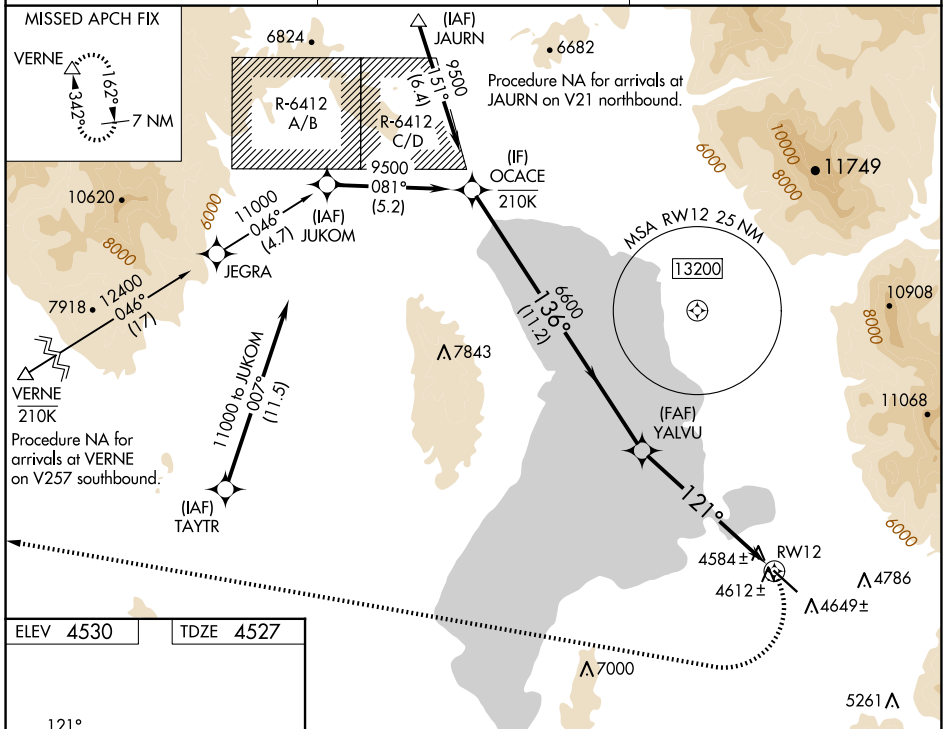 MISSED APCH FIX
VERNE
162°
342°
7 NM
6824
(IAF)
JAURN
9500
151°
(6.4)
6682
Procedure NA for arrivals at
JAURN on V21 northbound.
R-6412
A/B
R-6412
C/D
6000
10000
8000
11749
10620
6000
8000
11000
046°
(4.7)
(IAF)
JUKOM
9500
081°
(5.2)
(IF)
OCACE
210K
JEGRA
MSA RW12 25 NM
13200
7918
12400
046°
(17)
6600
136°
(11.2)
10908
8000
7843
VERNE
210K
Procedure NA for
arrivals at VERNE
on V257 southbound.
11000 to JUKOM
007°
(11.5)
11068
(FAF)
YALVU
(IAF)
TAYTR
121°
6000
4584±
RW12
4612±
4786
4649±
ELEV 4530
TDZE 4527
7000
5261
121°